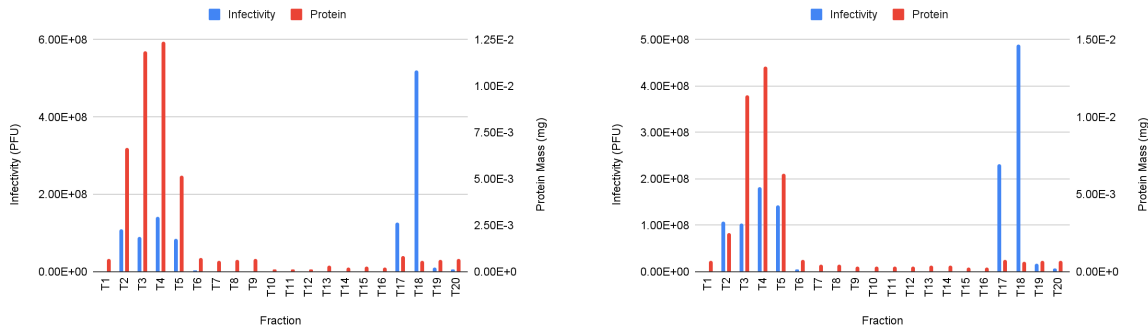 Infectivity Protein
6.00E+08 1.25E-2
1.00E-2
4.00E+08
7.50E-3
5.00E-3
2.00E+08
2.50E-3
0.00E+00 0.00E+0
Infectivity (PFU)
Protein Mass (mg)
T1 T2 T3 T4 T5 T6 T7 T8 T9 T10 T11 T12 T13 T14 T15 T16 T17 T18 T19 T20
Fraction
Infectivity Protein
5.00E+08 1.50E-2
4.00E+08
1.00E-2
3.00E+08
2.00E+08
5.00E-3
1.00E+08
0.00E+00 0.00E+0
Infectivity (PFU)
Protein Mass (mg)
T1 T2 T3 T4 T5 T6 T7 T8 T9 T10 T11 T12 T13 T14 T15 T16 T17 T18 T19 T20
Fraction